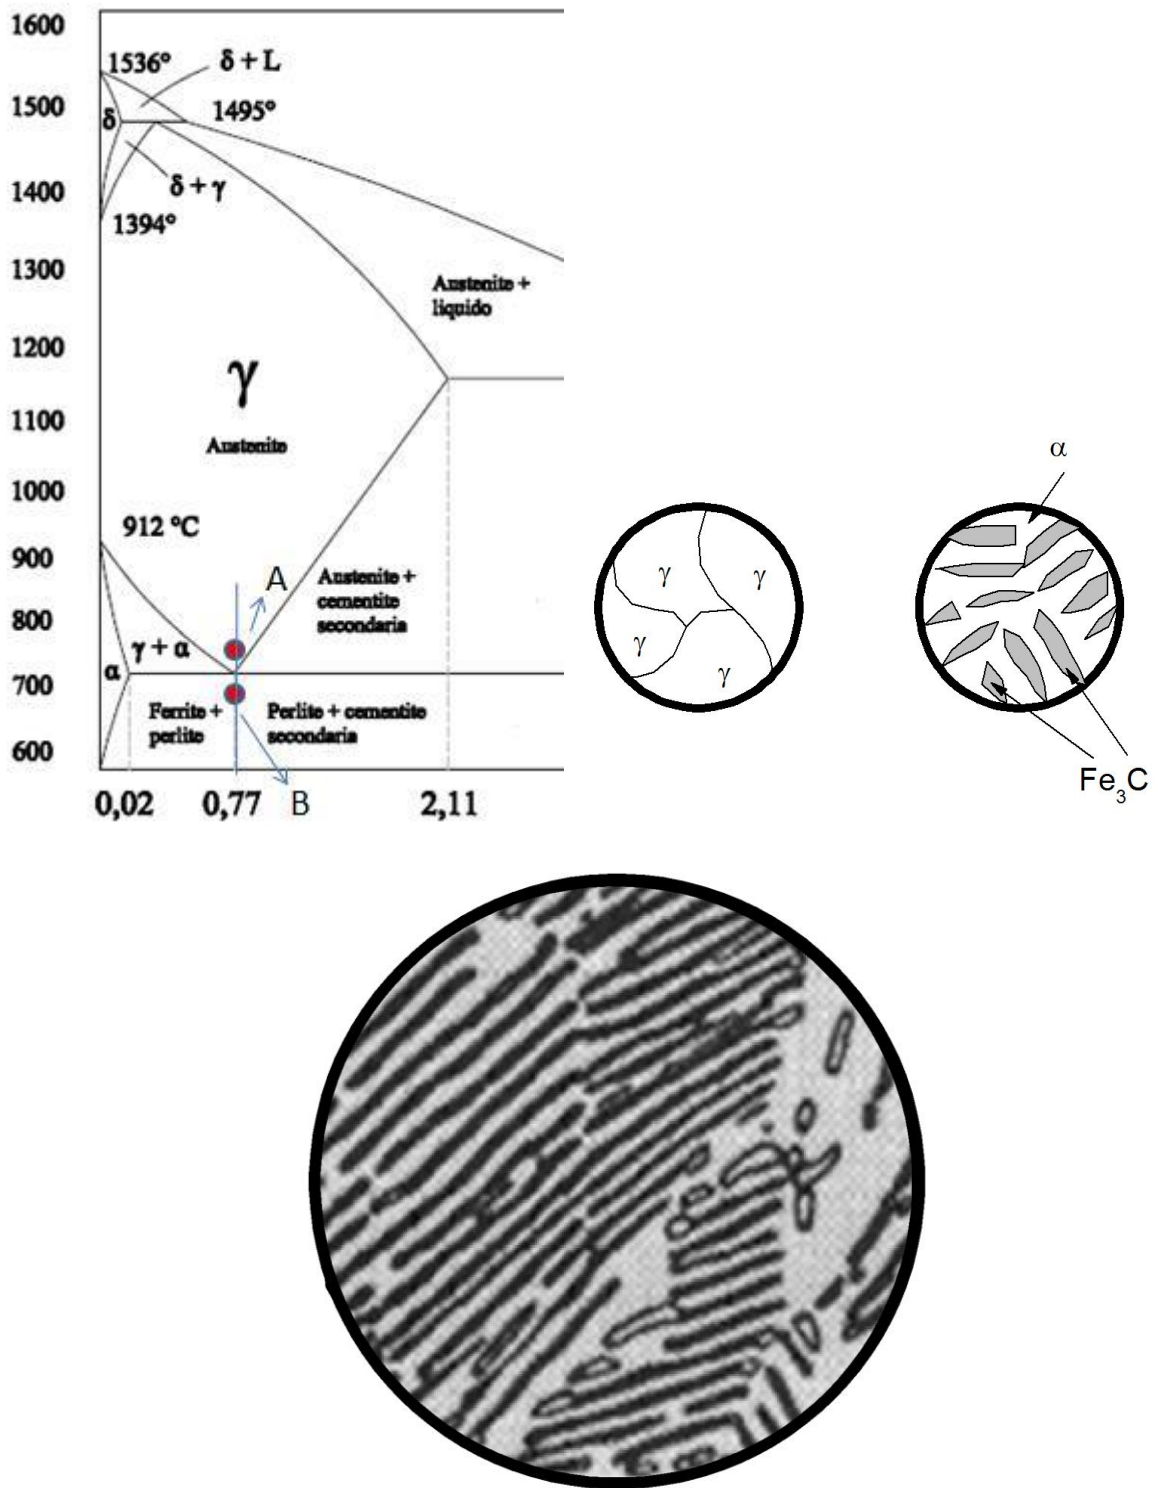 1600
1536°
δ + L
1500
δ
1495°
1400
δ + γ
1394°
1300
Austenite +
liquido
1200
γ
1100
Austenite
1000
912 °C
900
A
Austenite +
cementite
secondaria
800
γ + α
700
α
Ferrite +
perlite
Perlite + cementite
secondaria
600
0,02
0,77
B
2,11
γ
γ
γ
γ
α
Fe3C